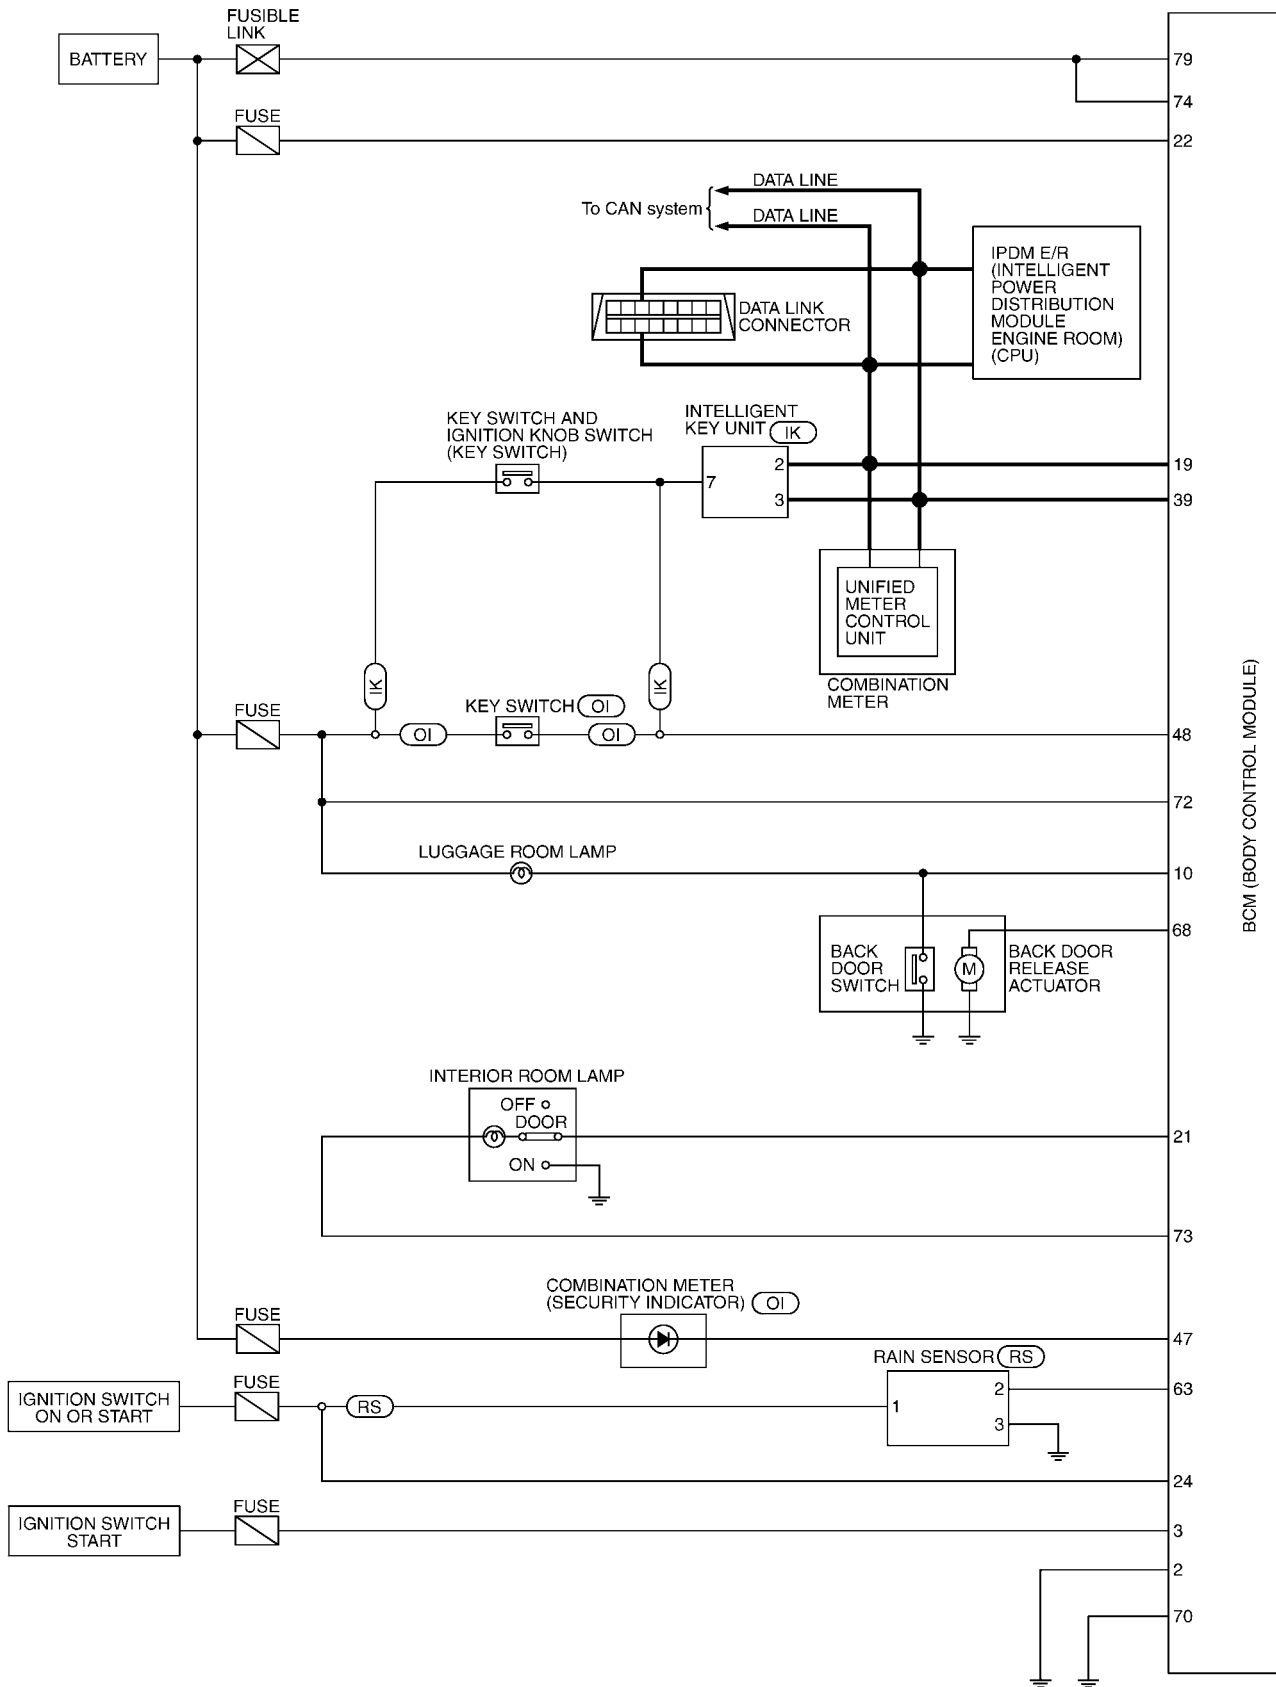 FUSIBLE
LINK
BATTERY
79
74
FUSE
22
DATA LINE
To CAN system
DATA LINE
IPDM E/R
(INTELLIGENT
POWER
DISTRIBUTION
MODULE
ENGINE ROOM)
(CPU)
DATA LINK
CONNECTOR
KEY SWITCH AND
IGNITION KNOB SWITCH
(KEY SWITCH)
INTELLIGENT
KEY UNIT IK
7
2
3
19
39
UNIFIED
METER
CONTROL
UNIT
COMBINATION
METER
IK
IK
FUSE
KEY SWITCH OI
OI
OI
48
72
LUGGAGE ROOM LAMP
10
68
BACK
DOOR
SWITCH
M
BACK DOOR
RELEASE
ACTUATOR
BCM (BODY CONTROL MODULE)
INTERIOR ROOM LAMP
OFF
DOOR
ON
21
73
COMBINATION METER
(SECURITY INDICATOR) OI
FUSE
47
RAIN SENSOR RS
FUSE
IGNITION SWITCH
ON OR START
RS
1
2
3
63
24
FUSE
IGNITION SWITCH
START
3
2
70